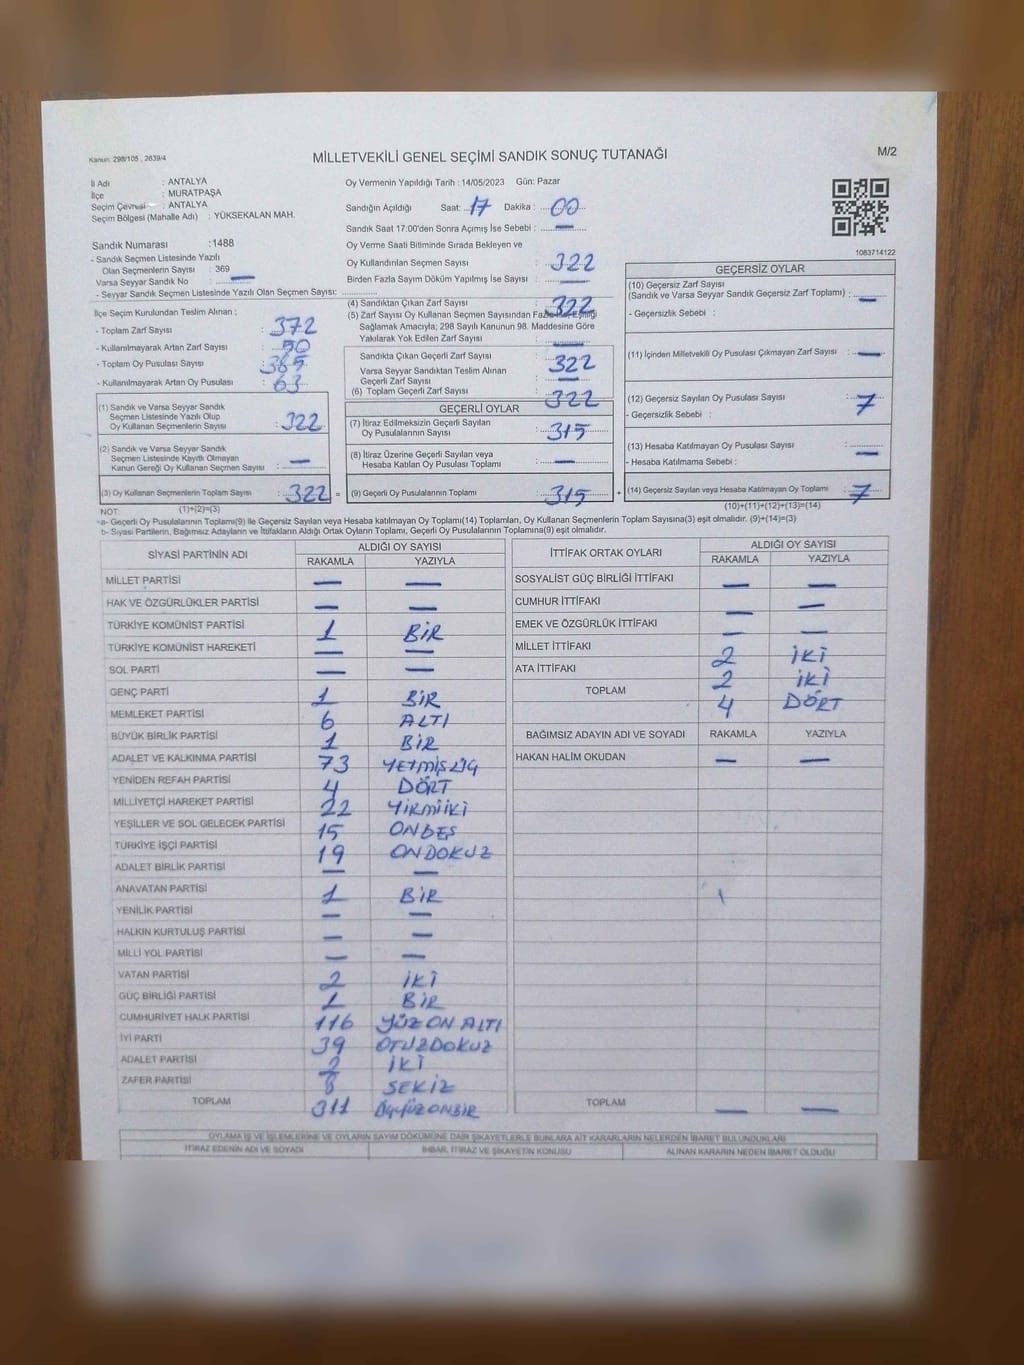 Kanun: 298/105 , 2839/4
MİLLETVEKİLİ GENEL SEÇİMİ SANDIK SONUÇ TUTANAĞI
M/2
İl Adı : ANTALYA
İlçe : MURATPAŞA
Seçim Çevresi : ANTALYA
Seçim Bölgesi (Mahalle Adı) : YÜKSEKALAN MAH.
Sandık Numarası :1488
- Sandık Seçmen Listesinde Yazılı
Olan Seçmenlerin Sayısı : 369
Varsa Seyyar Sandık No : —
- Seyyar Sandık Seçmen Listesinde Yazılı Olan Seçmen Sayısı:
İlçe Seçim Kurulundan Teslim Alınan ;
- Toplam Zarf Sayısı : 372
- Kullanılmayarak Artan Zarf Sayısı : 50
- Toplam Oy Pusulası Sayısı : 385
- Kullanılmayarak Artan Oy Pusulası : 63
(1) Sandık ve Varsa Seyyar Sandık
Seçmen Listesinde Yazılı Olup
Oy Kullanan Seçmenlerin Sayısı : 322
(2) Sandık ve Varsa Seyyar Sandık
Seçmen Listesinde Kayıtlı Olmayan
Kanun Gereği Oy Kullanan Seçmen Sayısı : —
(3) Oy Kullanan Seçmenlerin Toplam Sayısı : 322 =
Oy Vermenin Yapıldığı Tarih : 14/05/2023 Gün: Pazar
Sandığın Açıldığı Saat: 17 Dakika : 00
Sandık Saat 17:00'den Sonra Açımış İse Sebebi : —
Oy Verme Saati Bitiminde Sırada Bekleyen ve
Oy Kullandırılan Seçmen Sayısı : 322
Birden Fazla Sayım Döküm Yapılmış İse Sayısı : —
(4) Sandıktan Çıkan Zarf Sayısı : 322
(5) Zarf Sayısı Oy Kullanan Seçmen Sayısından Fazla İse, Eşitliği
Sağlamak Amacıyla; 298 Sayılı Kanunun 98. Maddesine Göre
Yakılarak Yok Edilen Zarf Sayısı : —
Sandıkta Çıkan Geçerli Zarf Sayısı : 322
Varsa Seyyar Sandıktan Teslim Alınan
Geçerli Zarf Sayısı : —
(6) Toplam Geçerli Zarf Sayısı : 322
GEÇERLİ OYLAR
(7) İtiraz Edilmeksizin Geçerli Sayılan
Oy Pusulalarının Sayısı : 315
(8) İtiraz Üzerine Geçerli Sayılan veya
Hesaba Katılan Oy Pusulası Toplamı : —
(9) Geçerli Oy Pusulalarının Toplamı : 315 +
1083714122
GEÇERSİZ OYLAR
(10) Geçersiz Zarf Sayısı
(Sandık ve Varsa Seyyar Sandık Geçersiz Zarf Toplamı) : —
- Geçersizlik Sebebi :
(11) İçinden Milletvekili Oy Pusulası Çıkmayan Zarf Sayısı : —
(12) Geçersiz Sayılan Oy Pusulası Sayısı : 7
- Geçersizlik Sebebi :
(13) Hesaba Katılmayan Oy Pusulası Sayısı : —
- Hesaba Katılmama Sebebi :
(14) Geçersiz Sayılan veya Hesaba Katılmayan Oy Toplamı : 7
NOT: (1)+(2)=(3)
(10)+(11)+(12)+(13)=(14)
a- Geçerli Oy Pusulalarının Toplamı(9) ile Geçersiz Sayılan veya Hesaba katılmayan Oy Toplamı(14) Toplamları, Oy Kullanan Seçmenlerin Toplam Sayısına(3) eşit olmalıdır. (9)+(14)=(3)
b- Siyasi Partilerin, Bağımsız Adayların ve İttifakların Aldığı Ortak Oyların Toplamı, Geçerli Oy Pusulalarının Toplamına(9) eşit olmalıdır.
SİYASİ PARTİNİN ADI ALDIĞI OY SAYISI
RAKAMLA YAZIYLA
MİLLET PARTİSİ — —
HAK VE ÖZGÜRLÜKLER PARTİSİ — —
TÜRKİYE KOMÜNİST PARTİSİ 1 BİR
TÜRKİYE KOMÜNİST HAREKETİ — —
SOL PARTİ — —
GENÇ PARTİ 1 BİR
MEMLEKET PARTİSİ 6 ALTI
BÜYÜK BİRLİK PARTİSİ 1 BİR
ADALET VE KALKINMA PARTİSİ 73 YETMİŞ ÜÇ
YENİDEN REFAH PARTİSİ 4 DÖRT
MİLLİYETÇİ HAREKET PARTİSİ 22 YİRMİİKİ
YEŞİLLER VE SOL GELECEK PARTİSİ 15 ONBEŞ
TÜRKİYE İŞÇİ PARTİSİ 19 ONDOKUZ
ADALET BİRLİK PARTİSİ — —
ANAVATAN PARTİSİ 1 BİR
YENİLİK PARTİSİ — —
HALKIN KURTULUŞ PARTİSİ — —
MİLLİ YOL PARTİSİ — —
VATAN PARTİSİ 2 İKİ
GÜÇ BİRLİĞİ PARTİSİ 1 BİR
CUMHURİYET HALK PARTİSİ 116 YÜZ ON ALTI
İYİ PARTİ 39 OTUZDOKUZ
ADALET PARTİSİ 2 İKİ
ZAFER PARTİSİ 8 SEKİZ
TOPLAM 311 ÜÇYÜZONBİR
İTTİFAK ORTAK OYLARI ALDIĞI OY SAYISI
RAKAMLA YAZIYLA
SOSYALİST GÜÇ BİRLİĞİ İTTİFAKI — —
CUMHUR İTTİFAKI — —
EMEK VE ÖZGÜRLÜK İTTİFAKI — —
MİLLET İTTİFAKI 2 İKİ
ATA İTTİFAKI 2 İKİ
TOPLAM 4 DÖRT
BAĞIMSIZ ADAYIN ADI VE SOYADI RAKAMLA YAZIYLA
HAKAN HALİM OKUDAN — —
TOPLAM — —
OYLAMA İŞ VE İŞLEMLERİNE VE OYLARIN SAYIM DÖKÜMÜNE DAİR ŞİKAYETLERLE BUNLARA AİT KARARLARIN NELERDEN İBARET BULUNDUKLARI
İTİRAZ EDENİN ADI VE SOYADI İHBAR, İTİRAZ VE ŞİKAYETİN KONUSU ALINAN KARARIN NEDEN İBARET OLDUĞU